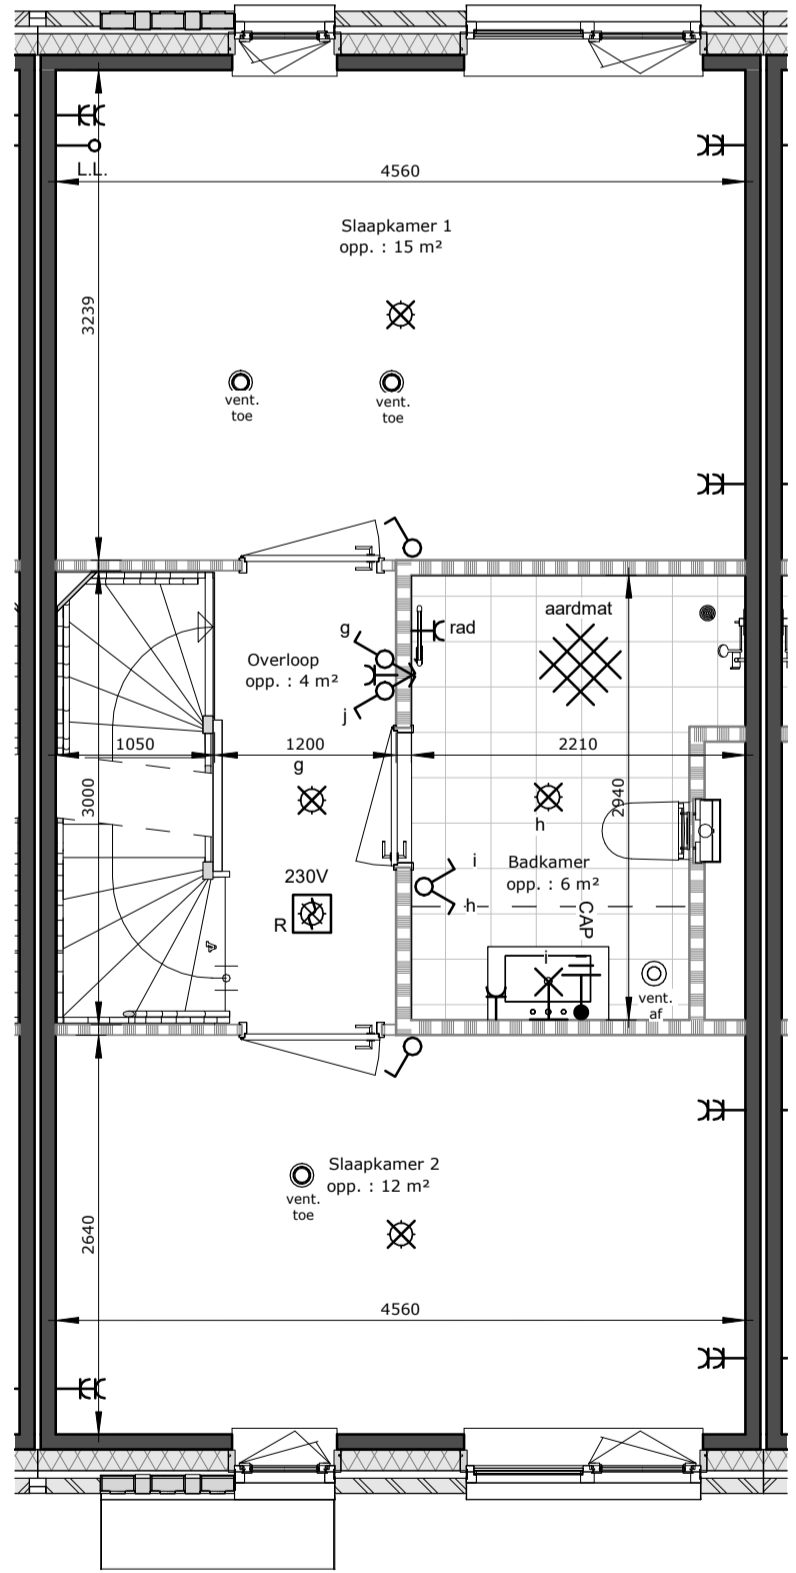 L.L.
4560
Slaapkamer 1
opp. : 15 m²
3239
vent.
toe
vent.
toe
g
rad
aardmat
Overloop
opp. : 4 m²
j
1050
1200
2210
g
3000
2940
h
230V
R
i
h
Badkamer
opp. : 6 m²
CAP
i
A
vent.
af
Slaapkamer 2
opp. : 12 m²
vent.
toe
2640
4560